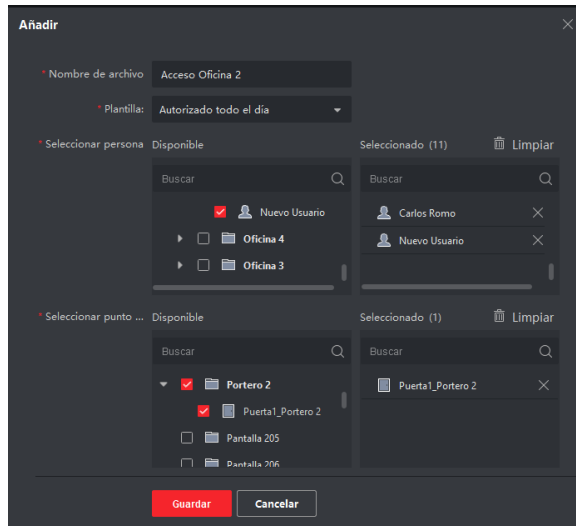 Añadir
* Nombre de archivo Acceso Oficina 2
* Plantilla: Autorizado todo el día
* Seleccionar persona Disponible Seleccionado (11) Limpiar
Buscar Buscar
Nuevo Usuario Carlos Romo
Oficina 4 Nuevo Usuario
Oficina 3
* Seleccionar punto ... Disponible Seleccionado (1) Limpiar
Buscar Buscar
Portero 2 Puerta1_Portero 2
Puerta1_Portero 2
Pantalla 205
Pantalla 206
Guardar Cancelar